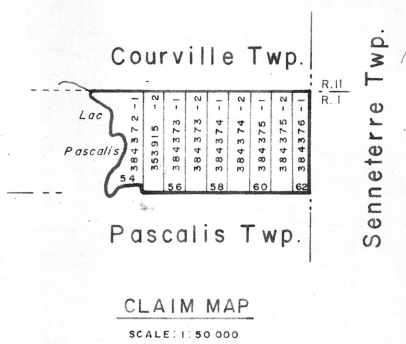 Courville Twp.
R. II
R. I
Senneterre Twp.
Lac
Pascalis
384372-1
353915-2
384373-1
384373-2
384374-1
384374-2
384375-1
384375-2
384376-1
54
56
58
60
62
Pascalis Twp.
CLAIM MAP
SCALE: 1:50 000